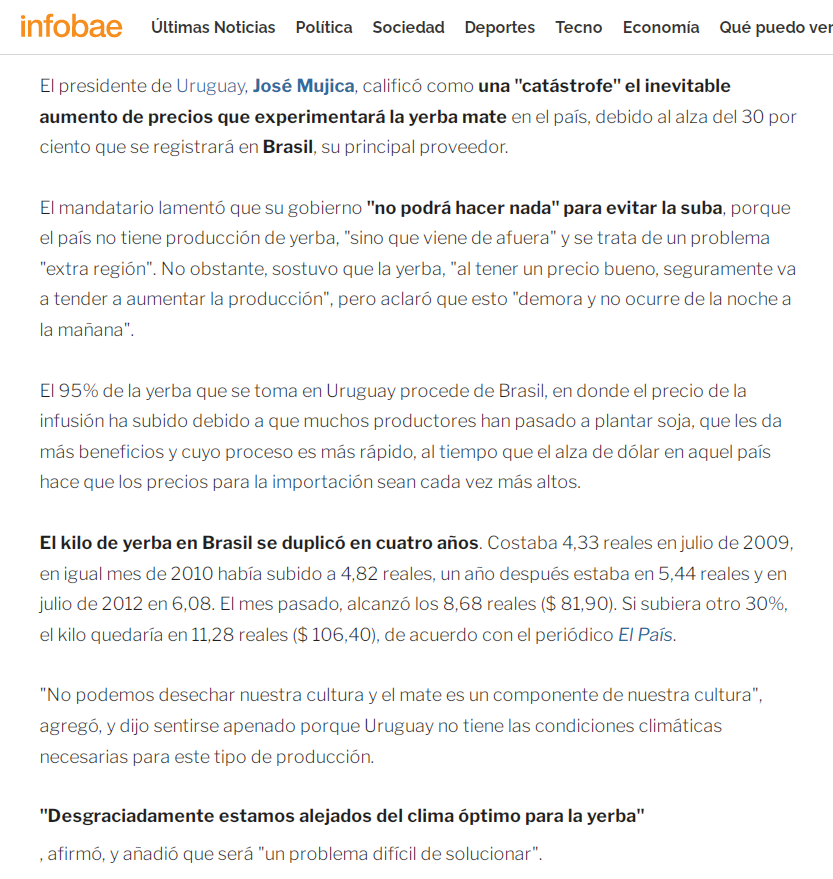 infobae Últimas Noticias Política Sociedad Deportes Tecno Economía Qué puedo ver
El presidente de Uruguay, José Mujica, calificó como una "catástrofe" el inevitable
aumento de precios que experimentará la yerba mate en el país, debido al alza del 30 por
ciento que se registrará en Brasil, su principal proveedor.
El mandatario lamentó que su gobierno "no podrá hacer nada" para evitar la suba, porque
el país no tiene producción de yerba, "sino que viene de afuera" y se trata de un problema
"extra región". No obstante, sostuvo que la yerba, "al tener un precio bueno, seguramente va
a tender a aumentar la producción", pero aclaró que esto "demora y no ocurre de la noche a
la mañana".
El 95% de la yerba que se toma en Uruguay procede de Brasil, en donde el precio de la
infusión ha subido debido a que muchos productores han pasado a plantar soja, que les da
más beneficios y cuyo proceso es más rápido, al tiempo que el alza de dólar en aquel país
hace que los precios para la importación sean cada vez más altos.
El kilo de yerba en Brasil se duplicó en cuatro años. Costaba 4,33 reales en julio de 2009,
en igual mes de 2010 había subido a 4,82 reales, un año después estaba en 5,44 reales y en
julio de 2012 en 6,08. El mes pasado, alcanzó los 8,68 reales ($ 81,90). Si subiera otro 30%,
el kilo quedaría en 11,28 reales ($ 106,40), de acuerdo con el periódico El País.
"No podemos desechar nuestra cultura y el mate es un componente de nuestra cultura",
agregó, y dijo sentirse apenado porque Uruguay no tiene las condiciones climáticas
necesarias para este tipo de producción.
"Desgraciadamente estamos alejados del clima óptimo para la yerba"
, afirmó, y añadió que será "un problema difícil de solucionar".